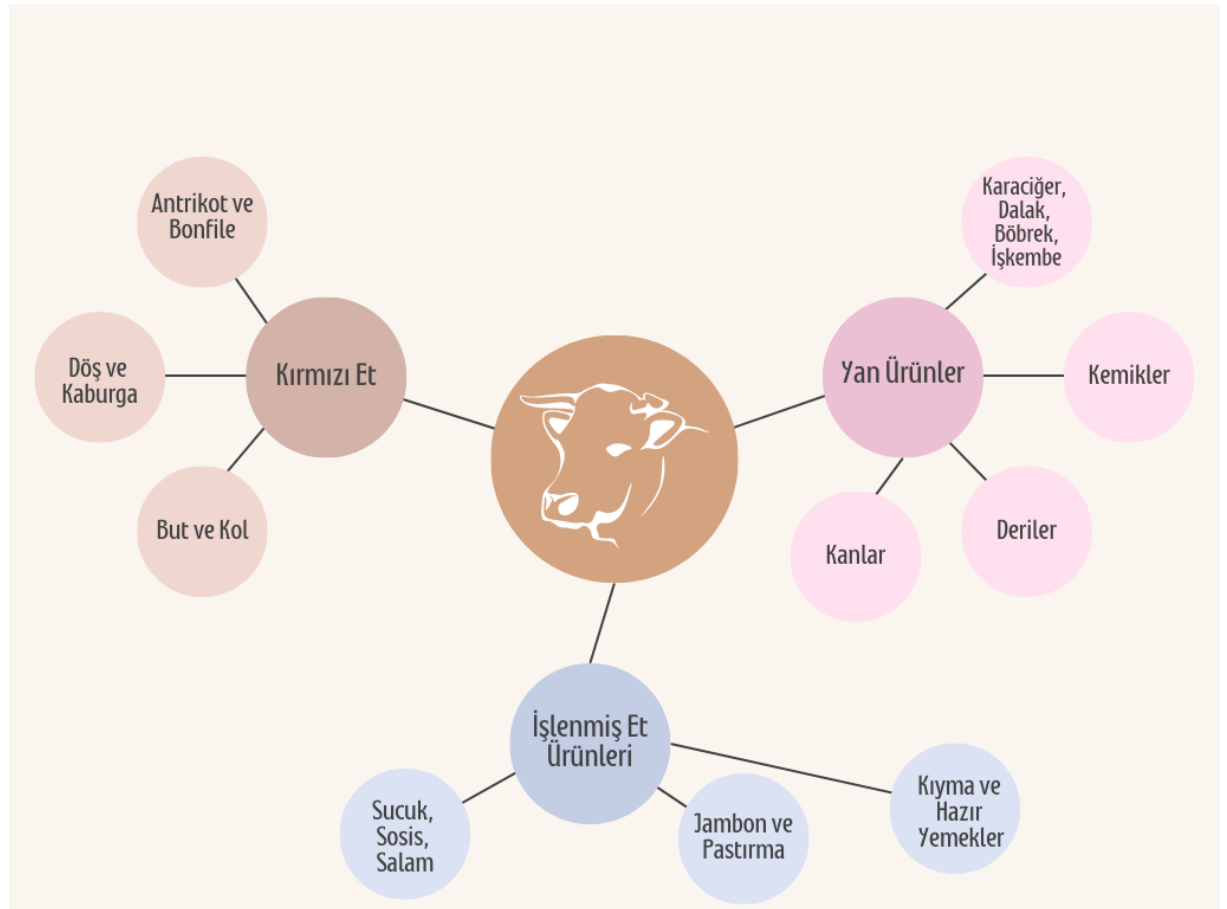 Antrikot ve
Bonfile
Döş ve
Kaburga
Kırmızı Et
But ve Kol
Karaciğer,
Dalak,
Böbrek,
İşkembe
Yan Ürünler
Kemikler
Kanlar
Deriler
İşlenmiş Et
Ürünleri
Sucuk,
Sosis,
Salam
Jambon ve
Pastırma
Kıyma ve
Hazır
Yemekler